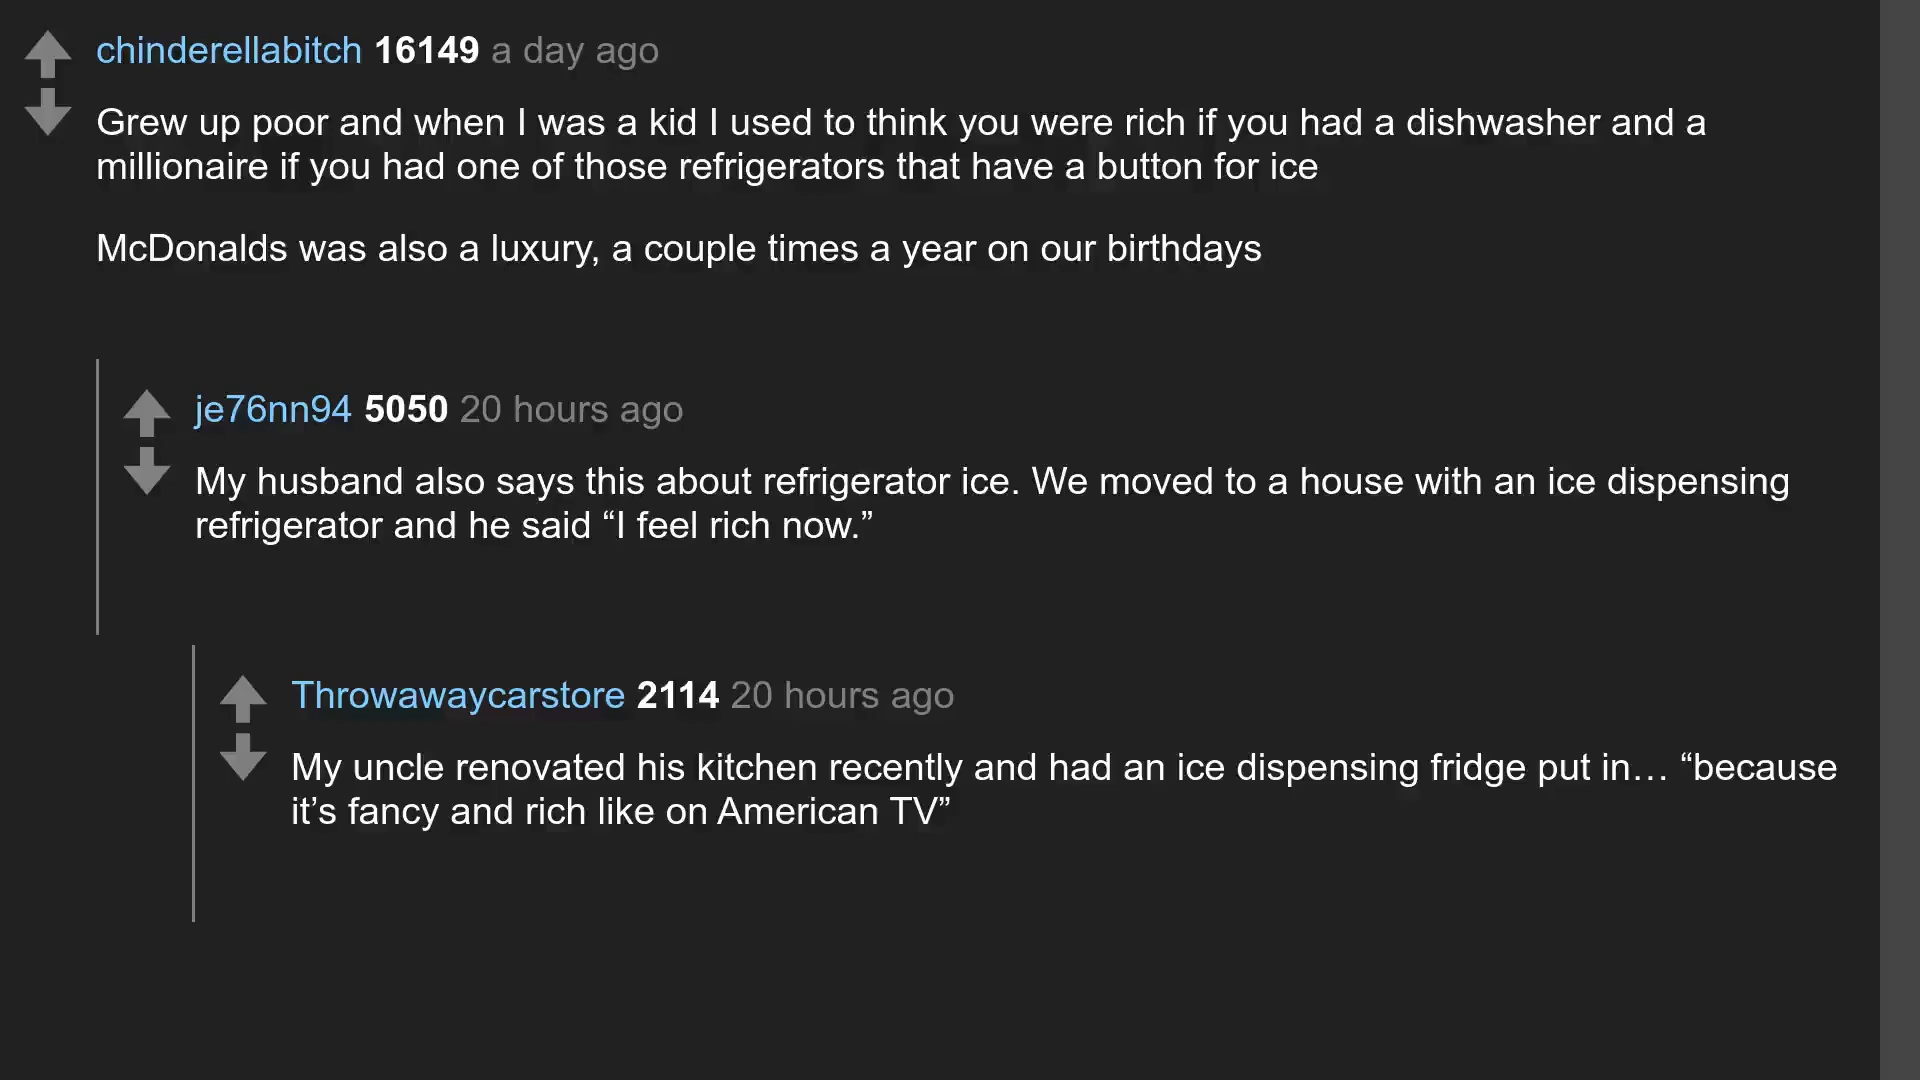 chinderellabitch 16149 a day ago
Grew up poor and when I was a kid I used to think you were rich if you had a dishwasher and a
millionaire if you had one of those refrigerators that have a button for ice
McDonalds was also a luxury, a couple times a year on our birthdays
je76nn94 5050 20 hours ago
My husband also says this about refrigerator ice. We moved to a house with an ice dispensing
refrigerator and he said “I feel rich now.”
Throwawaycarstore 2114 20 hours ago
My uncle renovated his kitchen recently and had an ice dispensing fridge put in… “because
it’s fancy and rich like on American TV”